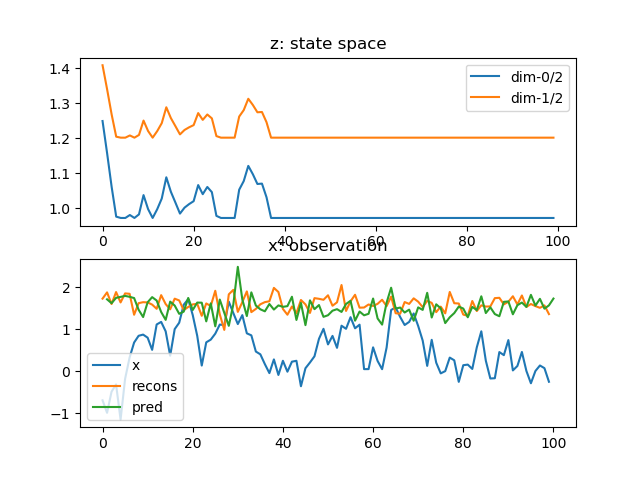 z: state space
1.4
1.3
1.2
1.1
1.0
dim-0/2
dim-1/2
0 20 40 60 80 100
x: observation
2
1
0
−1
x
recons
pred
0 20 40 60 80 100